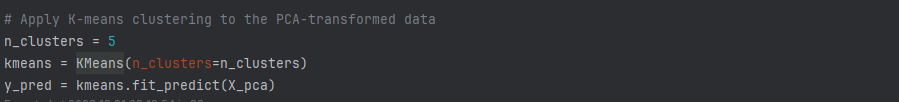 # Apply K-means clustering to the PCA-transformed data
n_clusters = 5
kmeans = KMeans(n_clusters=n_clusters)
y_pred = kmeans.fit_predict(X_pca)